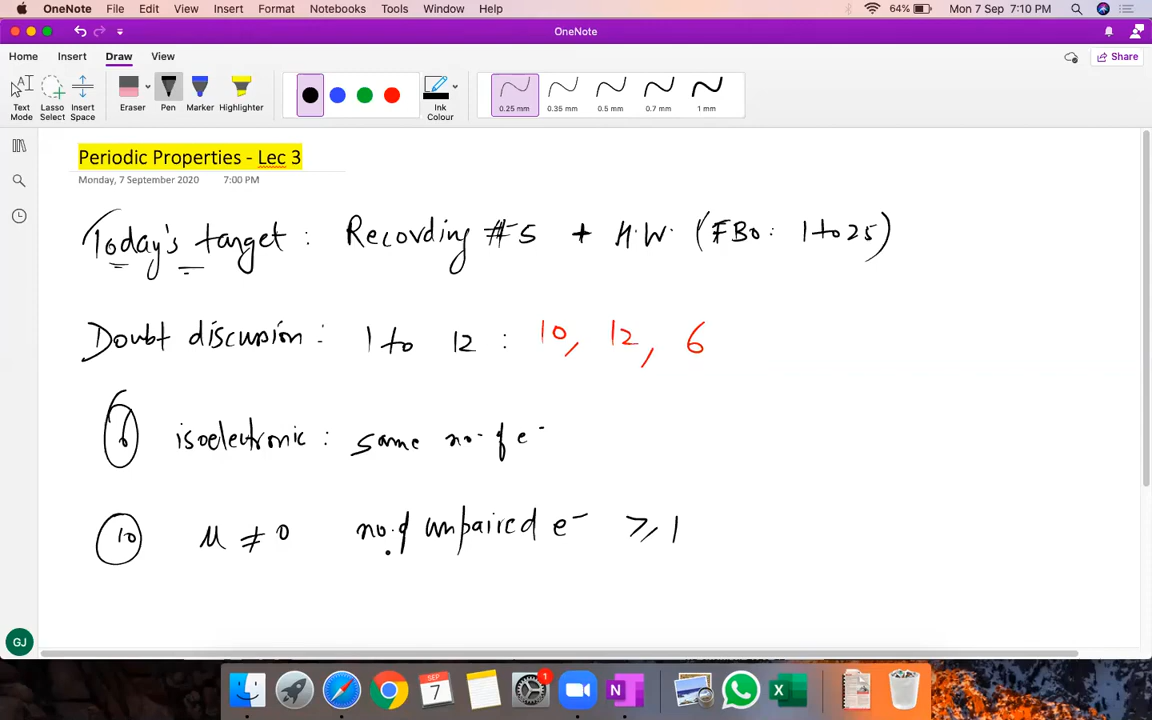 OneNote File Edit View Insert Format Notebooks Tools Window Help 64% Mon 7 Sep 7:10 PM
OneNote
Home Insert Draw View Share
Text Mode Lasso Select Insert Space Eraser Pen Marker Highlighter Ink Colour 0.25 mm 0.35 mm 0.5 mm 0.7 mm 1 mm
Periodic Properties - Lec 3
Monday, 7 September 2020 7:00 PM
Today's target : Recording #5 + H.W. (FBQ: 1 to 25)
Doubt discussion : 1 to 12 : 10, 12, 6
6 isoelectronic : same no. of e⁻
10 μ ≠ 0 no. of unpaired e⁻ ≥ 1
GJ
SEP 7 1